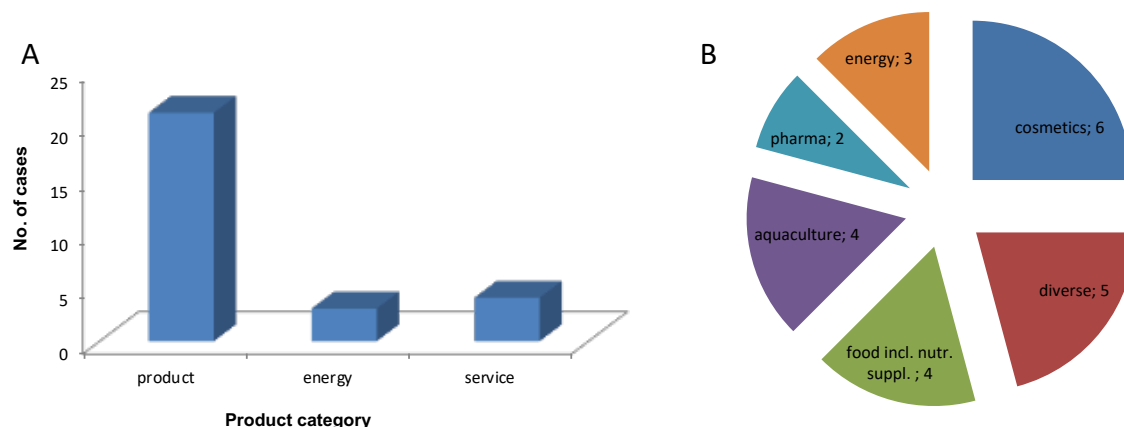 A
25
20
15
10
5
0
No. of cases
product energy service
Product category
B
energy; 3
cosmetics; 6
pharma; 2
aquaculture; 4
diverse; 5
food incl. nutr.
suppl. ; 4